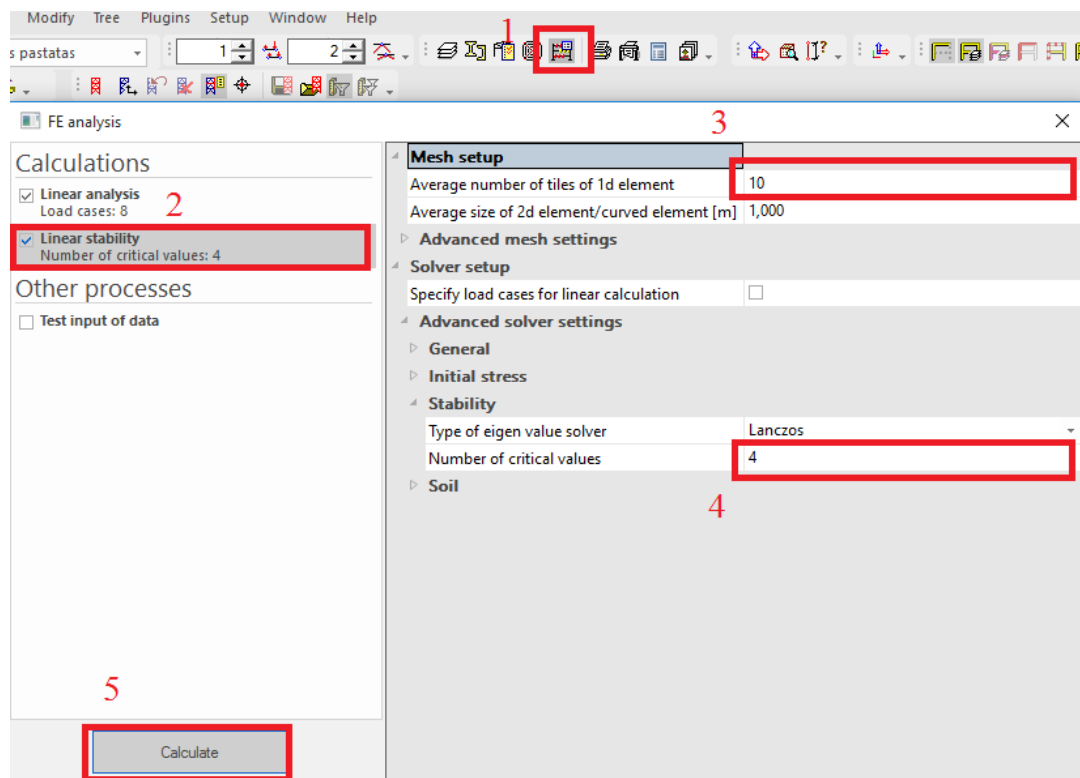 Modify Tree Plugins Setup Window Help
1
s pastatas 1 2
FE analysis
3
Calculations
Linear analysis
Load cases: 8
2
Linear stability
Number of critical values: 4
Other processes
Test input of data
Mesh setup
Average number of tiles of 1d element 10
Average size of 2d element/curved element [m] 1,000
Advanced mesh settings
Solver setup
Specify load cases for linear calculation
Advanced solver settings
General
Initial stress
Stability
Type of eigen value solver Lanczos
Number of critical values 4
Soil
4
5
Calculate